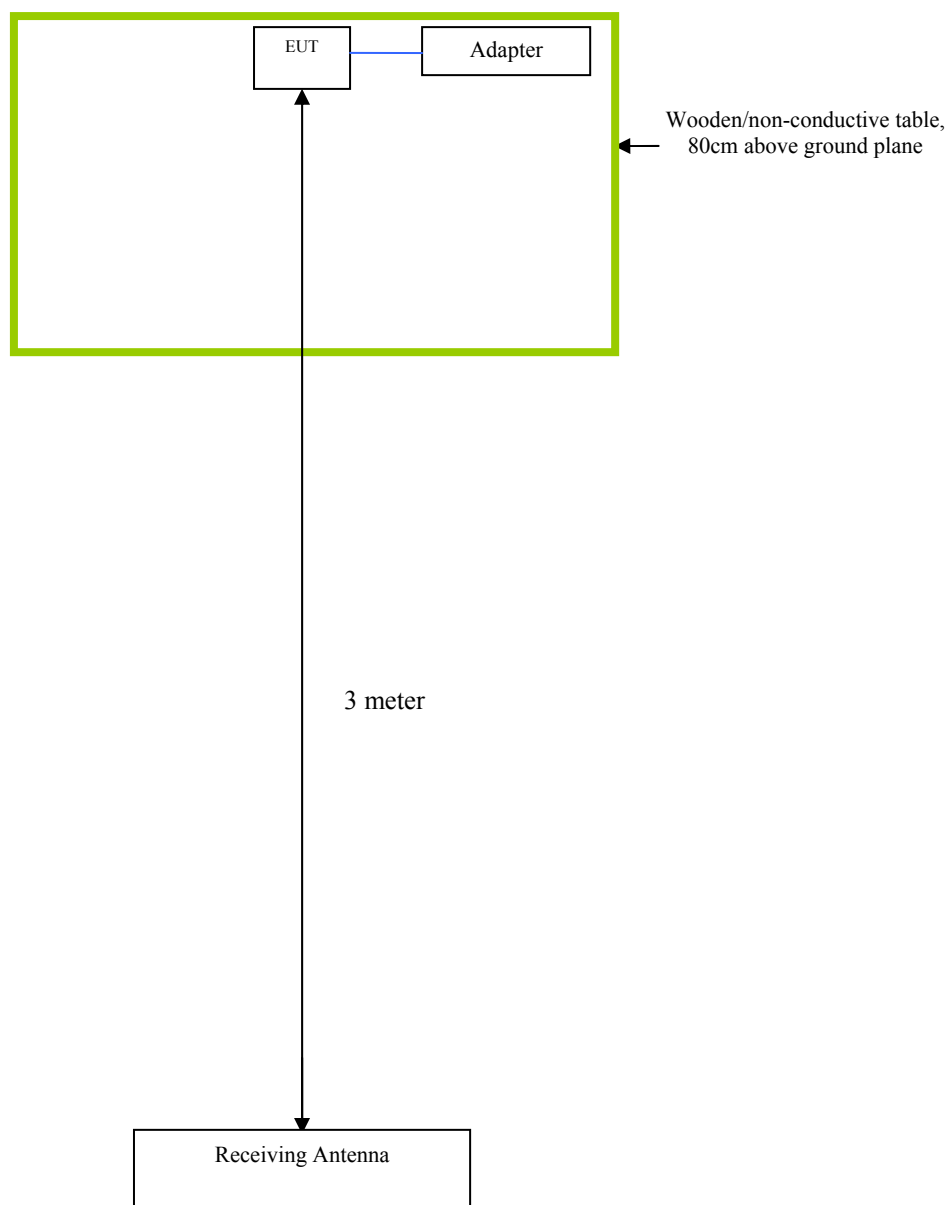 EUT
Adapter
Wooden/non-conductive table,
80cm above ground plane
3 meter
Receiving Antenna